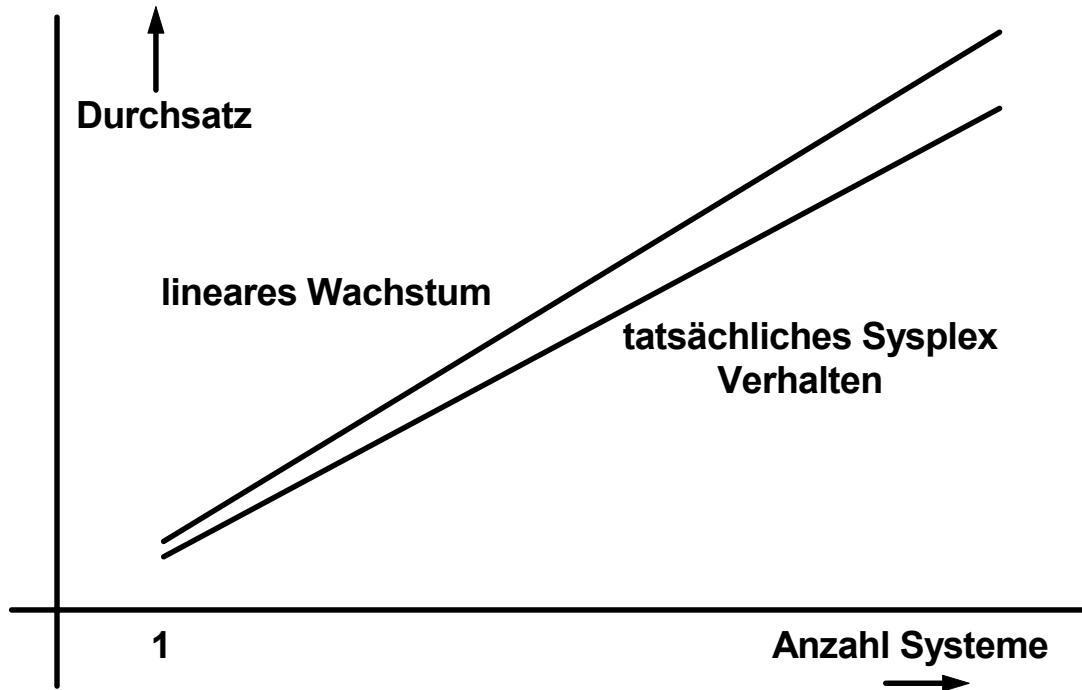 Durchsatz
lineares Wachstum
tatsächliches Sysplex
Verhalten
1
Anzahl Systeme